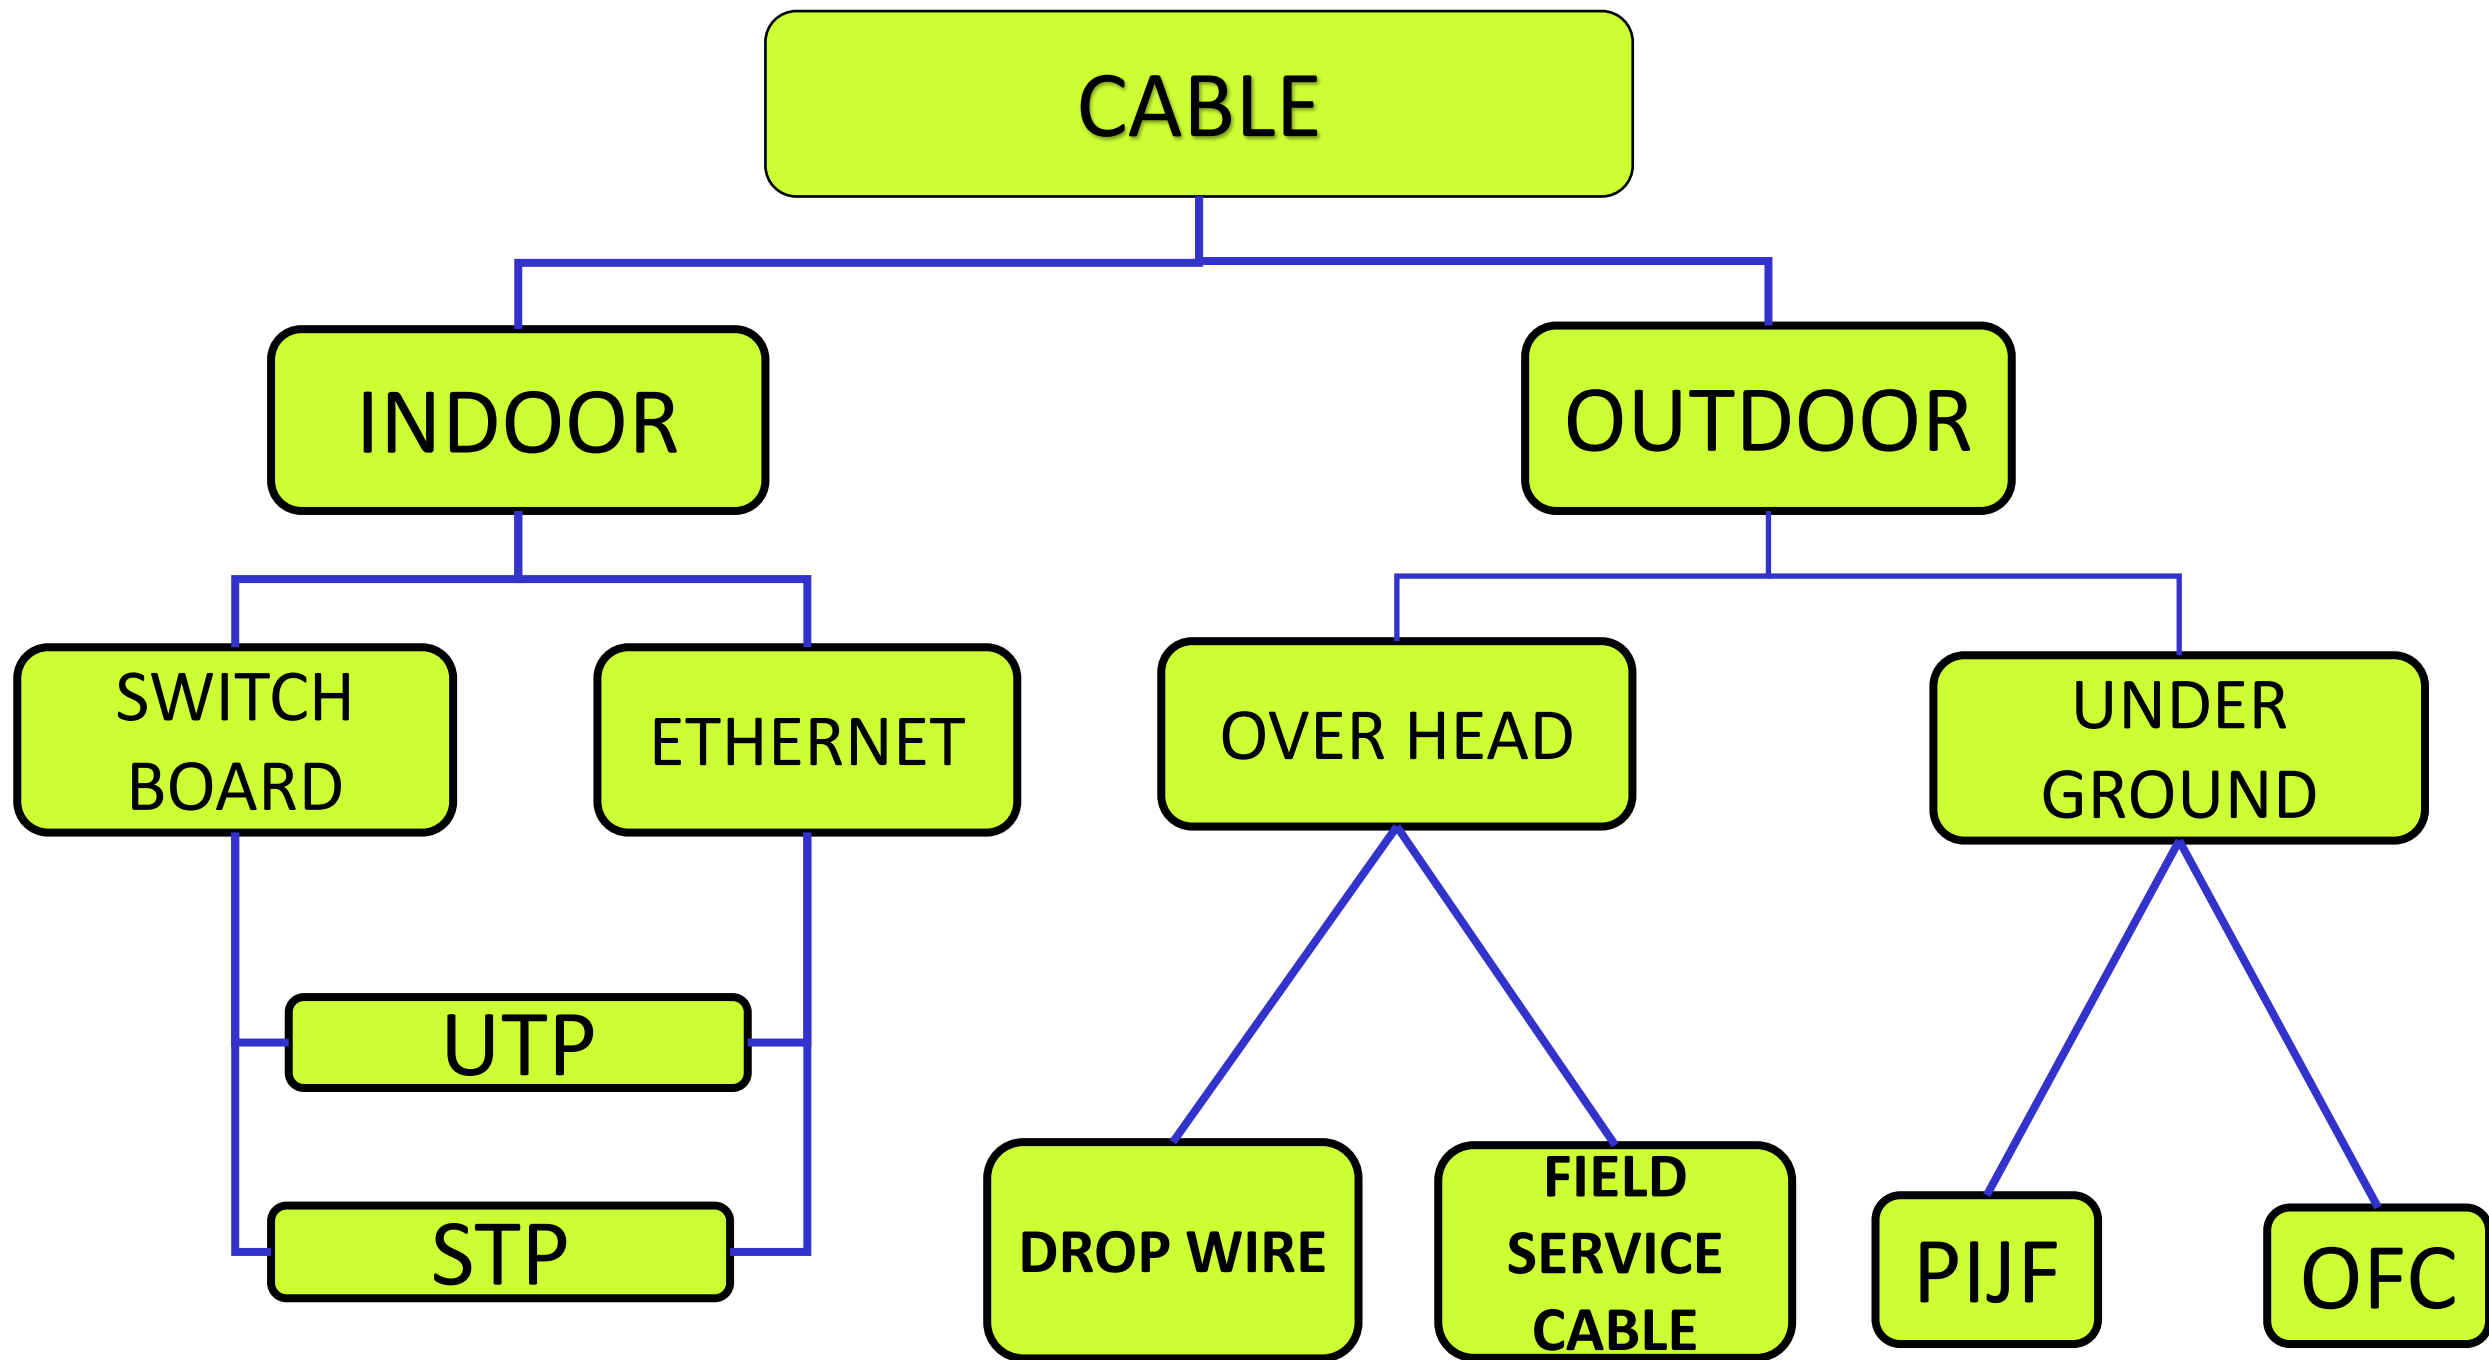 CABLE
INDOOR
OUTDOOR
SWITCH
BOARD
ETHERNET
OVER HEAD
UNDER
GROUND
UTP
STP
DROP WIRE
FIELD
SERVICE
CABLE
PIJF
OFC